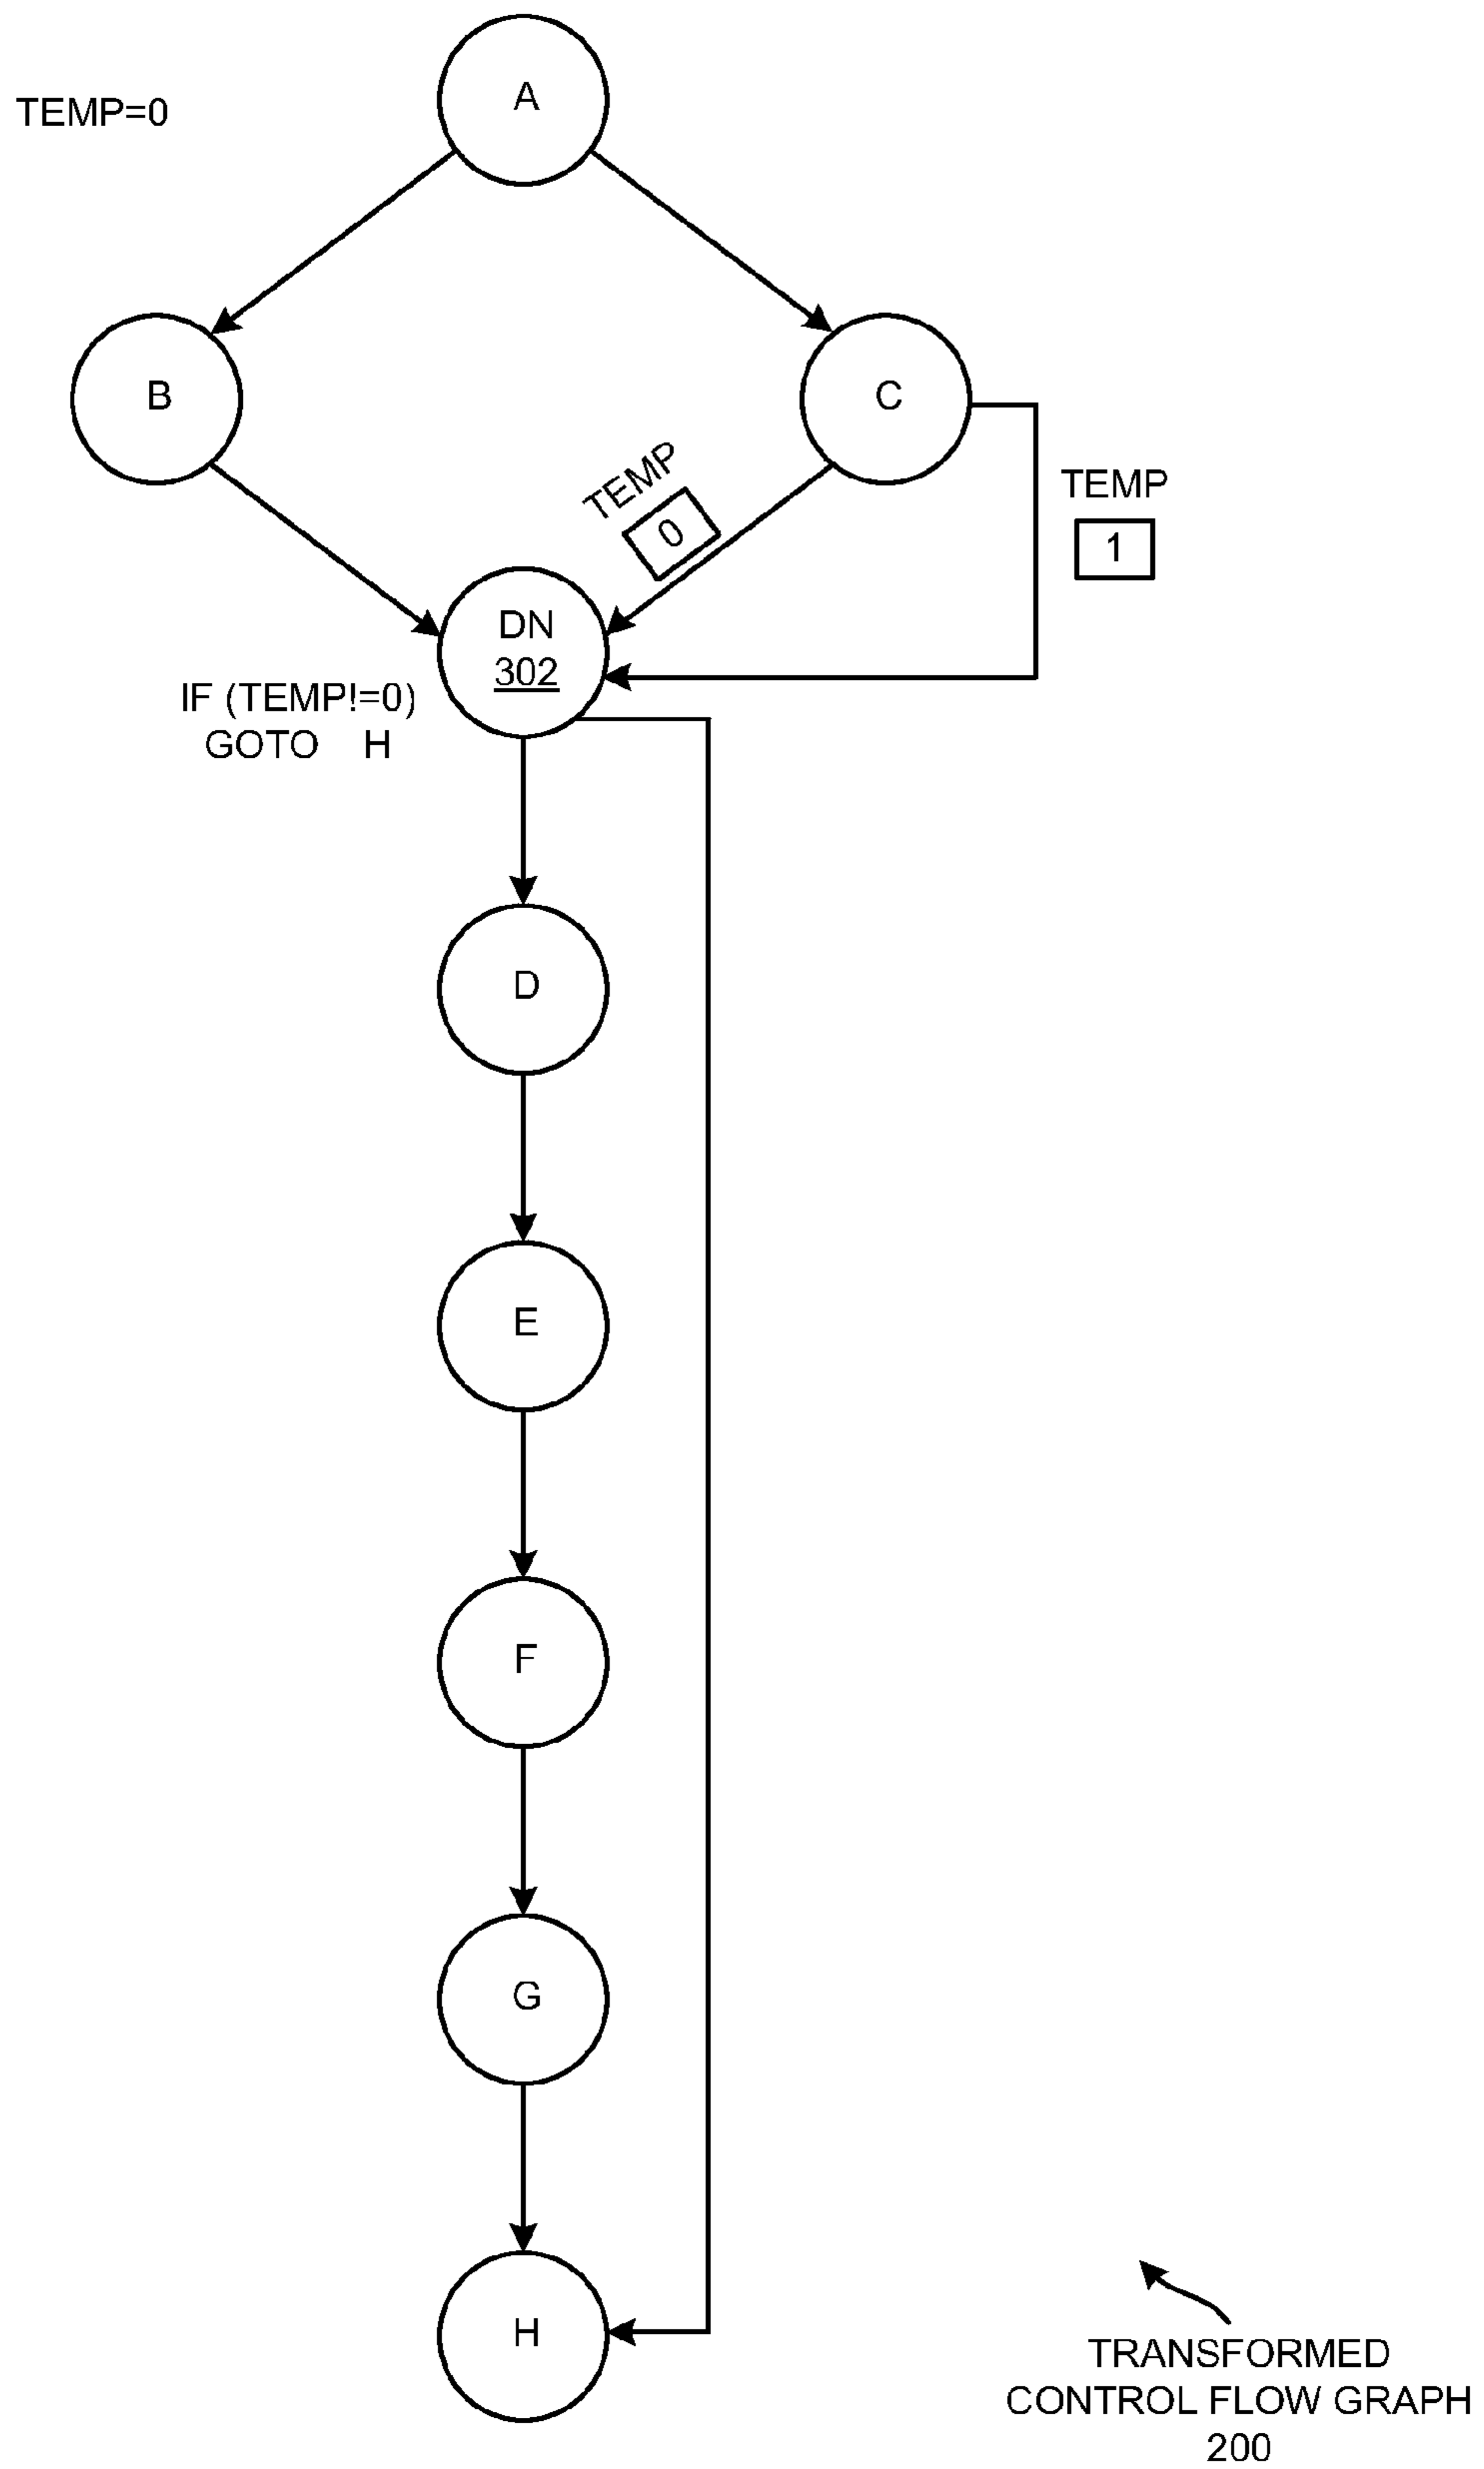 A
TEMP=0
B
C
TEMP
0
TEMP
1
DN
302
IF (TEMP!=0)
GOTO H
D
E
F
G
H
TRANSFORMED
CONTROL FLOW GRAPH
200